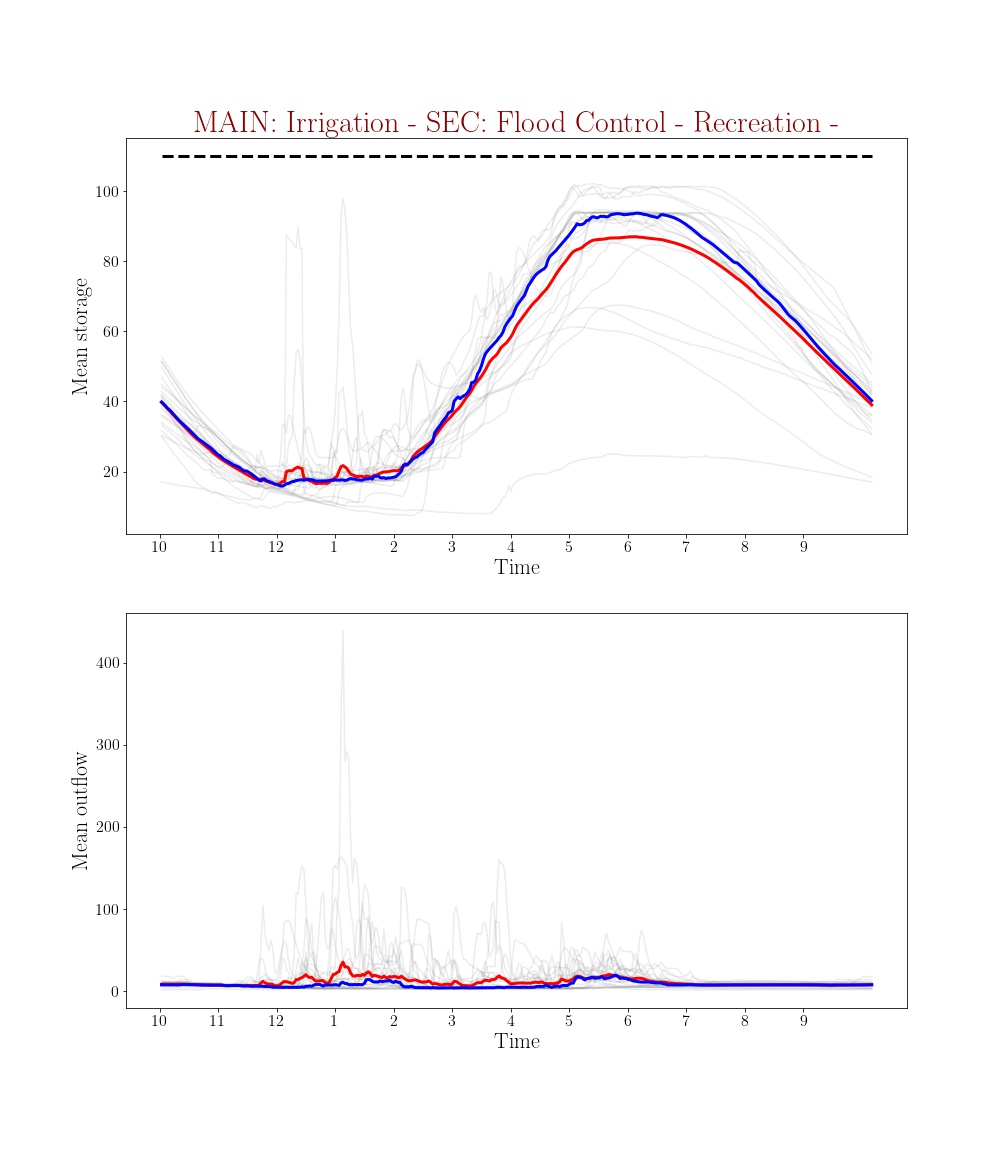 MAIN: Irrigation - SEC: Flood Control - Recreation -
100
80
60
40
20
Mean storage
10 11 12 1 2 3 4 5 6 7 8 9
Time
400
300
200
100
0
Mean outflow
10 11 12 1 2 3 4 5 6 7 8 9
Time